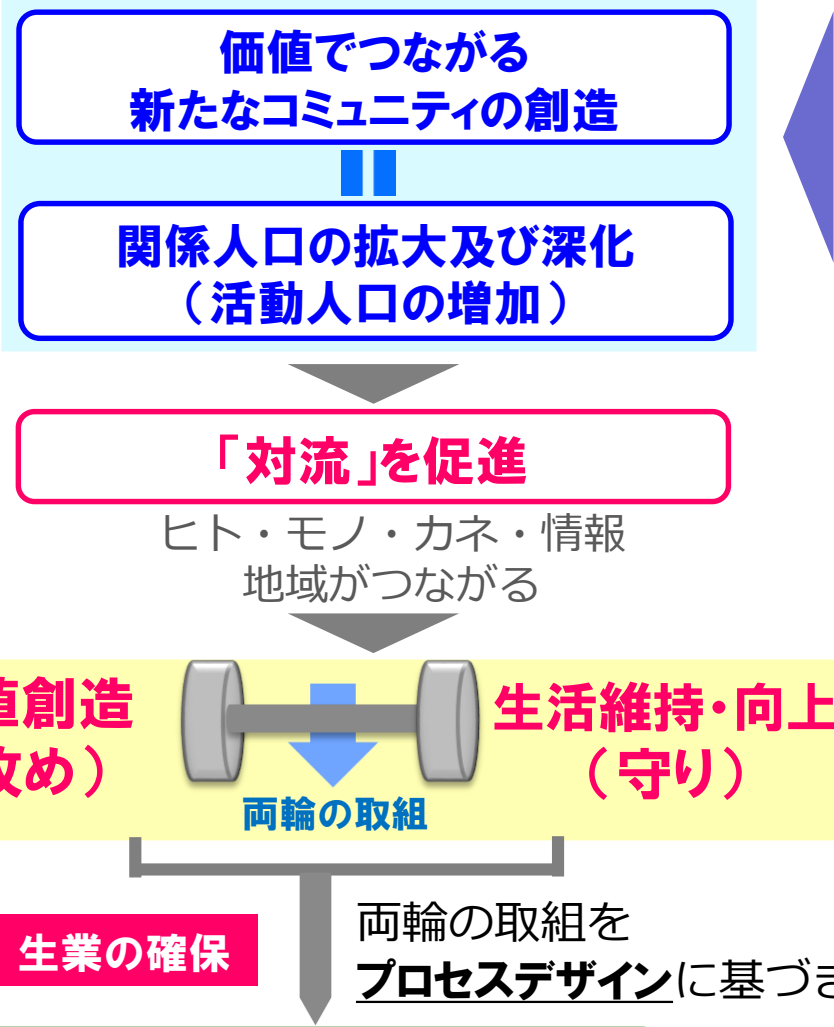 価値でつながる
新たなコミュニティの創造
関係人口の拡大及び深化
（活動人口の増加）
「対流」を促進
ヒト・モノ・カネ・情報
地域がつながる
値創造
攻め）
両輪の取組
生活維持・向上
（守り）
生業の確保
両輪の取組を
プロセスデザインに基づき